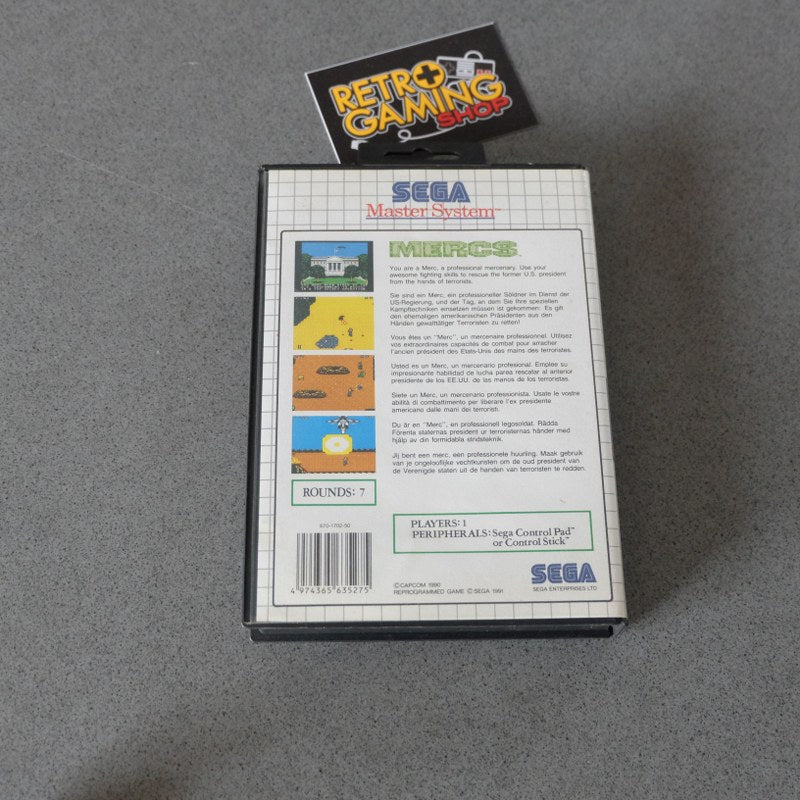 RETRO
GAMING
SHOP
SEGA
Master System™
MERCS™
You are a Merc, a professional mercenary. Use your
awesome fighting skills to rescue the former U.S. president
from the hands of terrorists.
Sie sind ein Merc, ein professioneller Söldner im Dienst der
US-Regierung, und der Tag, an dem Sie Ihre speziellen
Kampftechniken einsetzen müssen ist gekommen: Es gilt
den ehemaligen amerikanischen Präsidenten aus den
Händen gewalttätiger Terroristen zu retten!
Vous êtes un "Merc", un mercenaire professionnel. Utilisez
vos extraordinaires capacités de combat pour arracher
l'ancien président des Etats-Unis des mains des terroristes.
Usted es un Merc, un mercenario profesional. Emplee su
impresionante habilidad de lucha parea rescatar al anterior
presidente de los EE.UU. de las manos de los terroristas.
Siete un Merc, un mercenario professionista. Usate le vostre
abilità di combattimento per liberare l'ex presidente
americano dalle mani dei terroristi.
Du är en "Merc", en professionell legosoldat. Rädda
Förenta staternas president ur terroristernas händer med
hjälp av din formidabla stridsteknik.
Jij bent een merc, een professionele huurling. Maak gebruik
van je ongelooflijke vechtkunsten om de oud president van
de Verenigde staten uit de handen van terroristen te redden.
ROUNDS: 7
670-1702-50
PLAYERS: 1
PERIPHERALS: Sega Control Pad™
or Control Stick™
4 974365 635275
© CAPCOM 1990
REPROGRAMMED GAME © SEGA 1991
SEGA
SEGA ENTERPRISES LTD